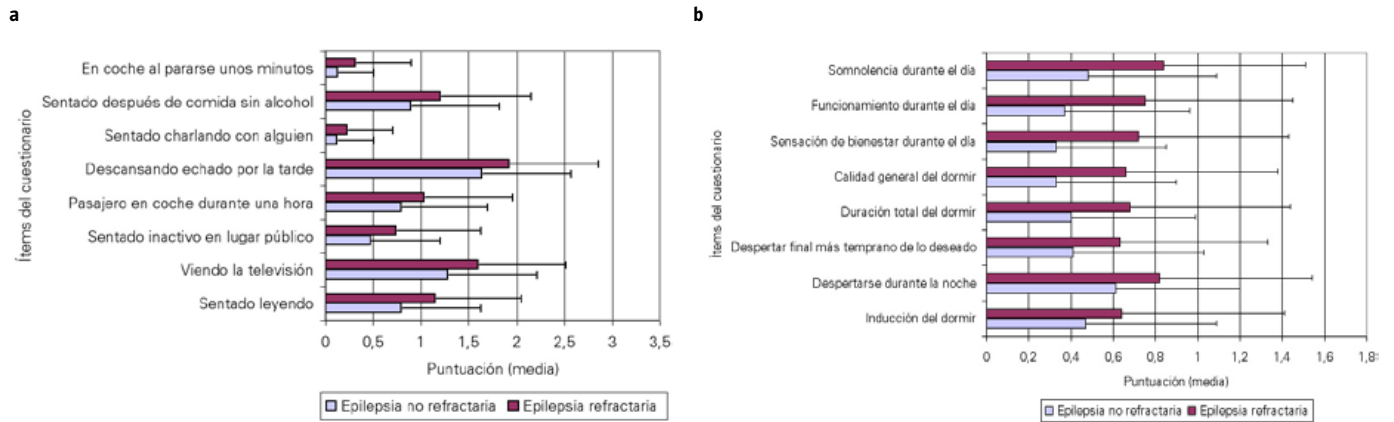 a
Ítems del cuestionario
En coche al pararse unos minutos
Sentado después de comida sin alcohol
Sentado charlando con alguien
Descansando echado por la tarde
Pasajero en coche durante una hora
Sentado inactivo en lugar público
Viendo la televisión
Sentado leyendo
0 0,5 1 1,5 2 2,5 3 3,5
Puntuación (media)
Epilepsia no refractaria Epilepsia refractaria
b
Ítems del cuestionario
Somnolencia durante el día
Funcionamiento durante el día
Sensación de bienestar durante el día
Calidad general del dormir
Duración total del dormir
Despertar final más temprano de lo deseado
Despertarse durante la noche
Inducción del dormir
0 0,2 0,4 0,6 0,8 1 1,2 1,4 1,6 1,8
Puntuación (media)
Epilepsia no refractaria Epilepsia refractaria